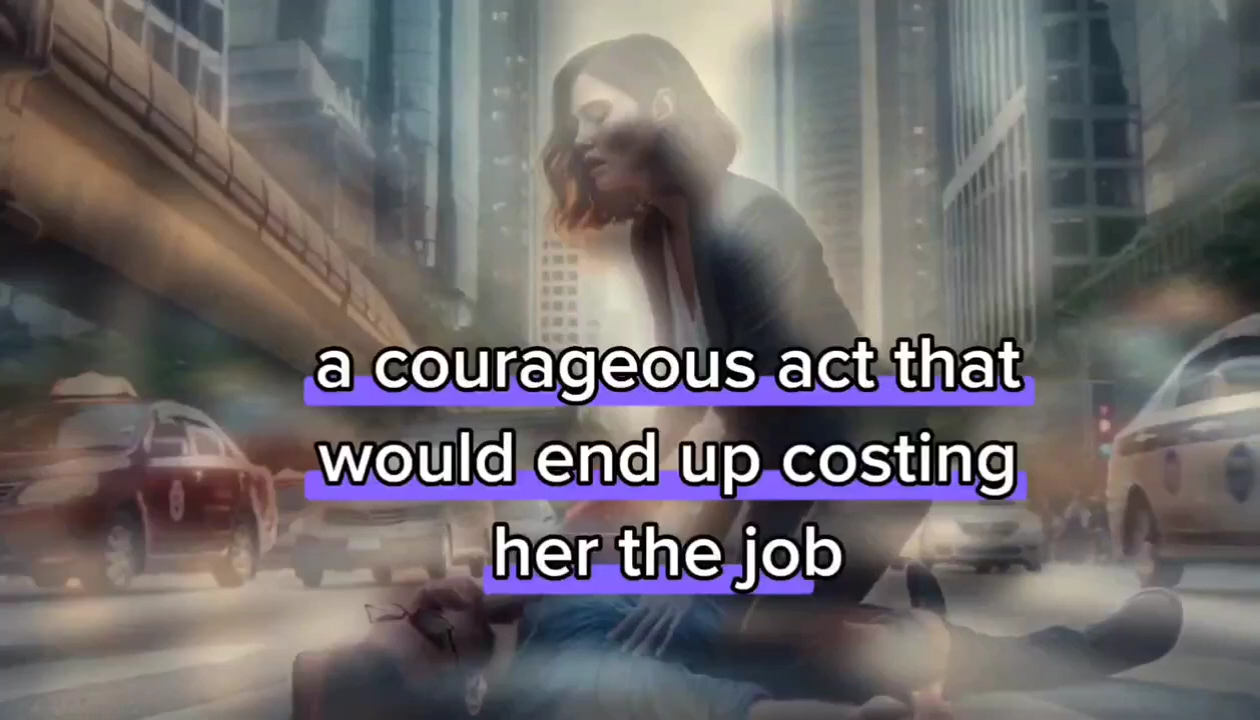 a courageous act that
would end up costing
her the job